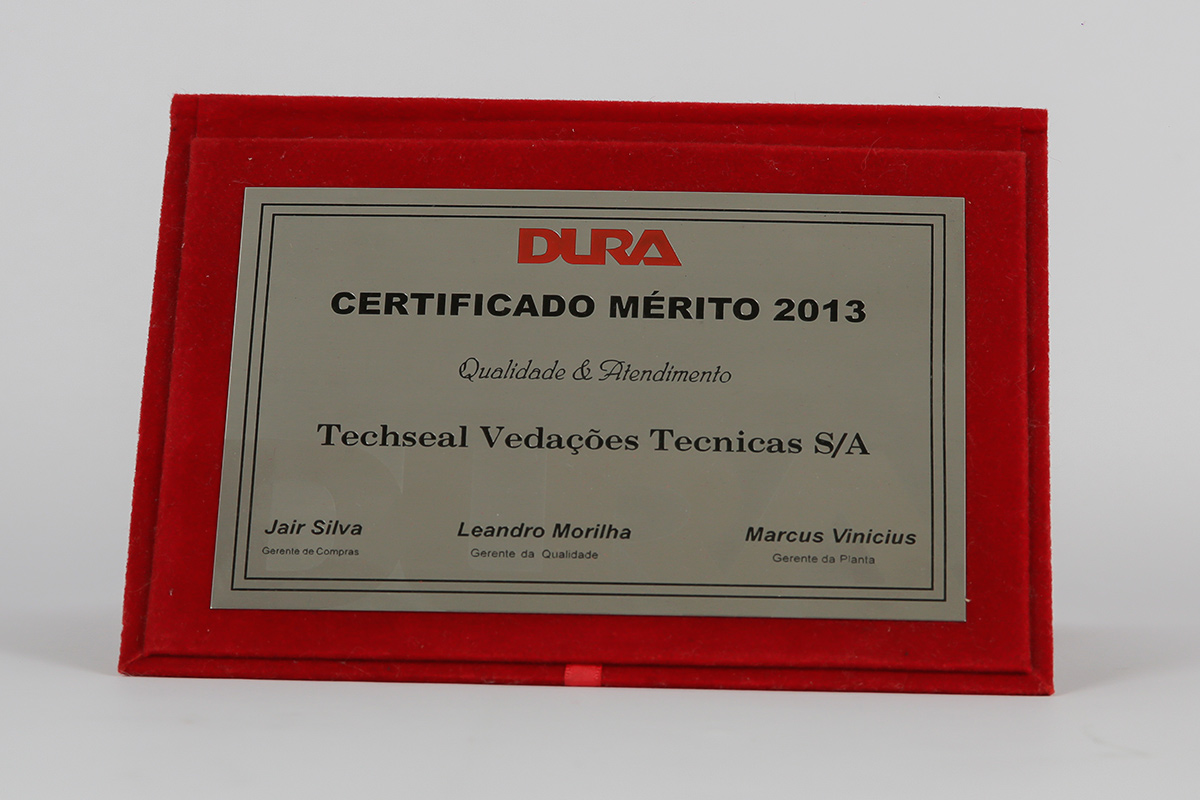 DURA
CERTIFICADO MÉRITO 2013
Qualidade & Atendimento
Techseal Vedações Tecnicas S/A
Jair Silva Leandro Morilha Marcus Vinicius
Gerente de Compras Gerente da Qualidade Gerente da Planta